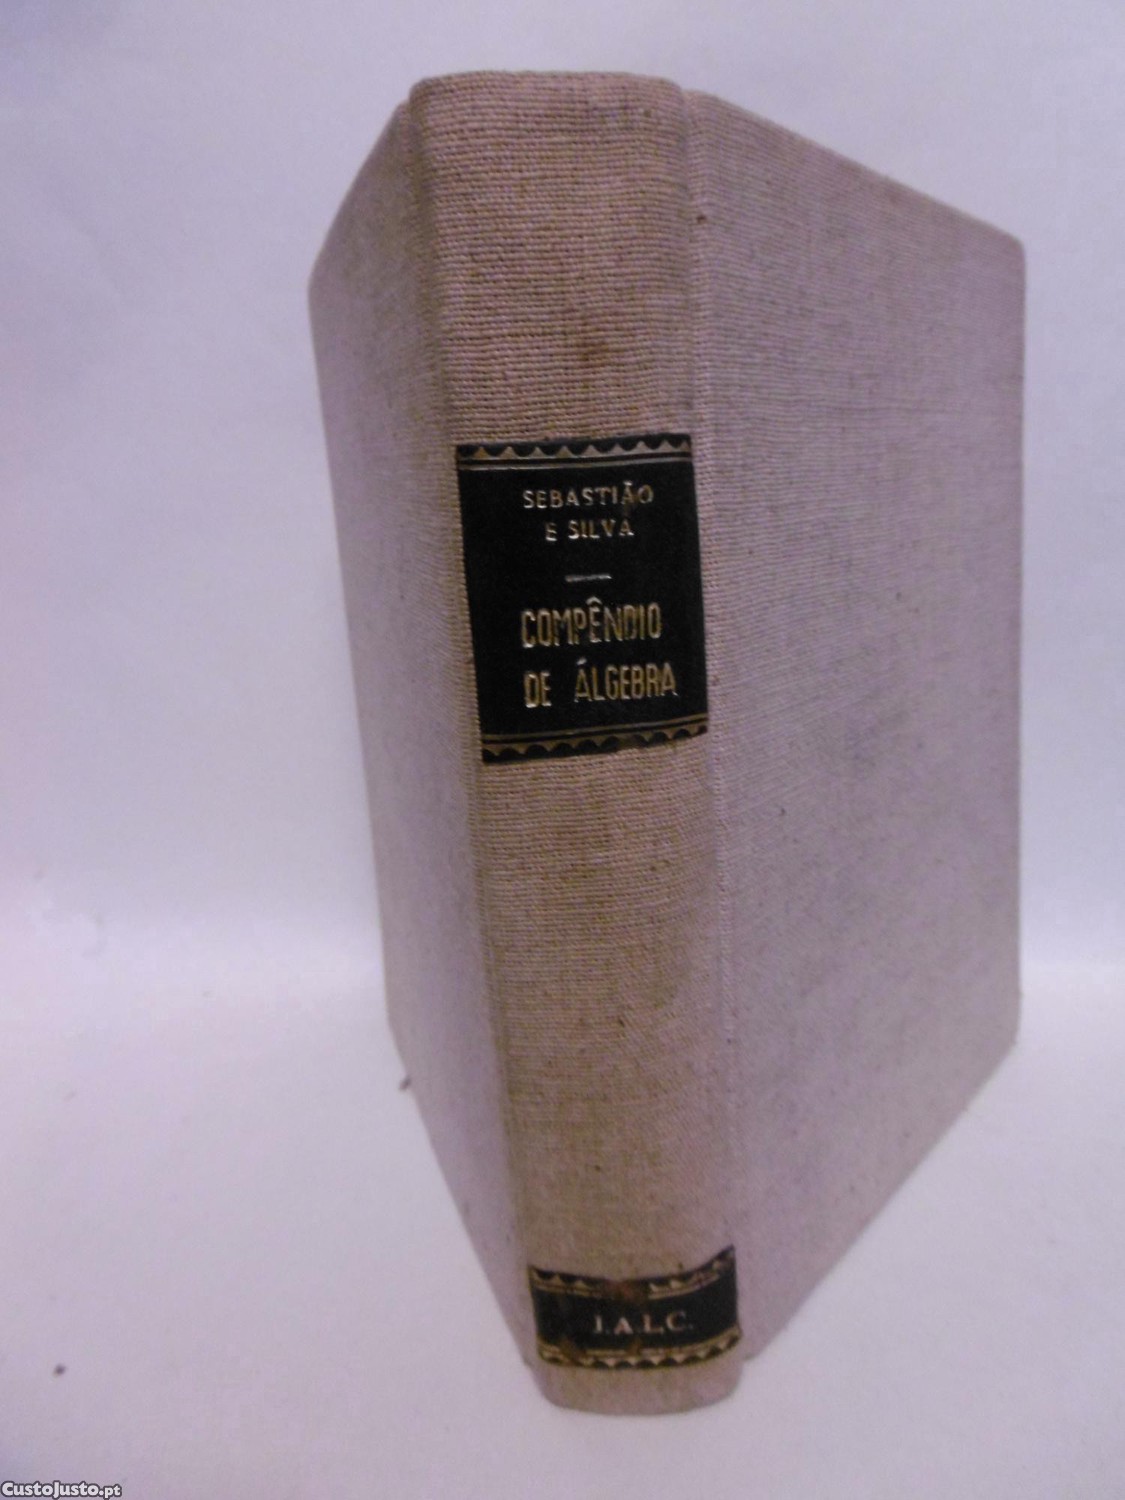 SEBASTIÃO
E SILVA
COMPÊNDIO
DE ÁLGEBRA
J.A.L.C.
CustoJusto.pt